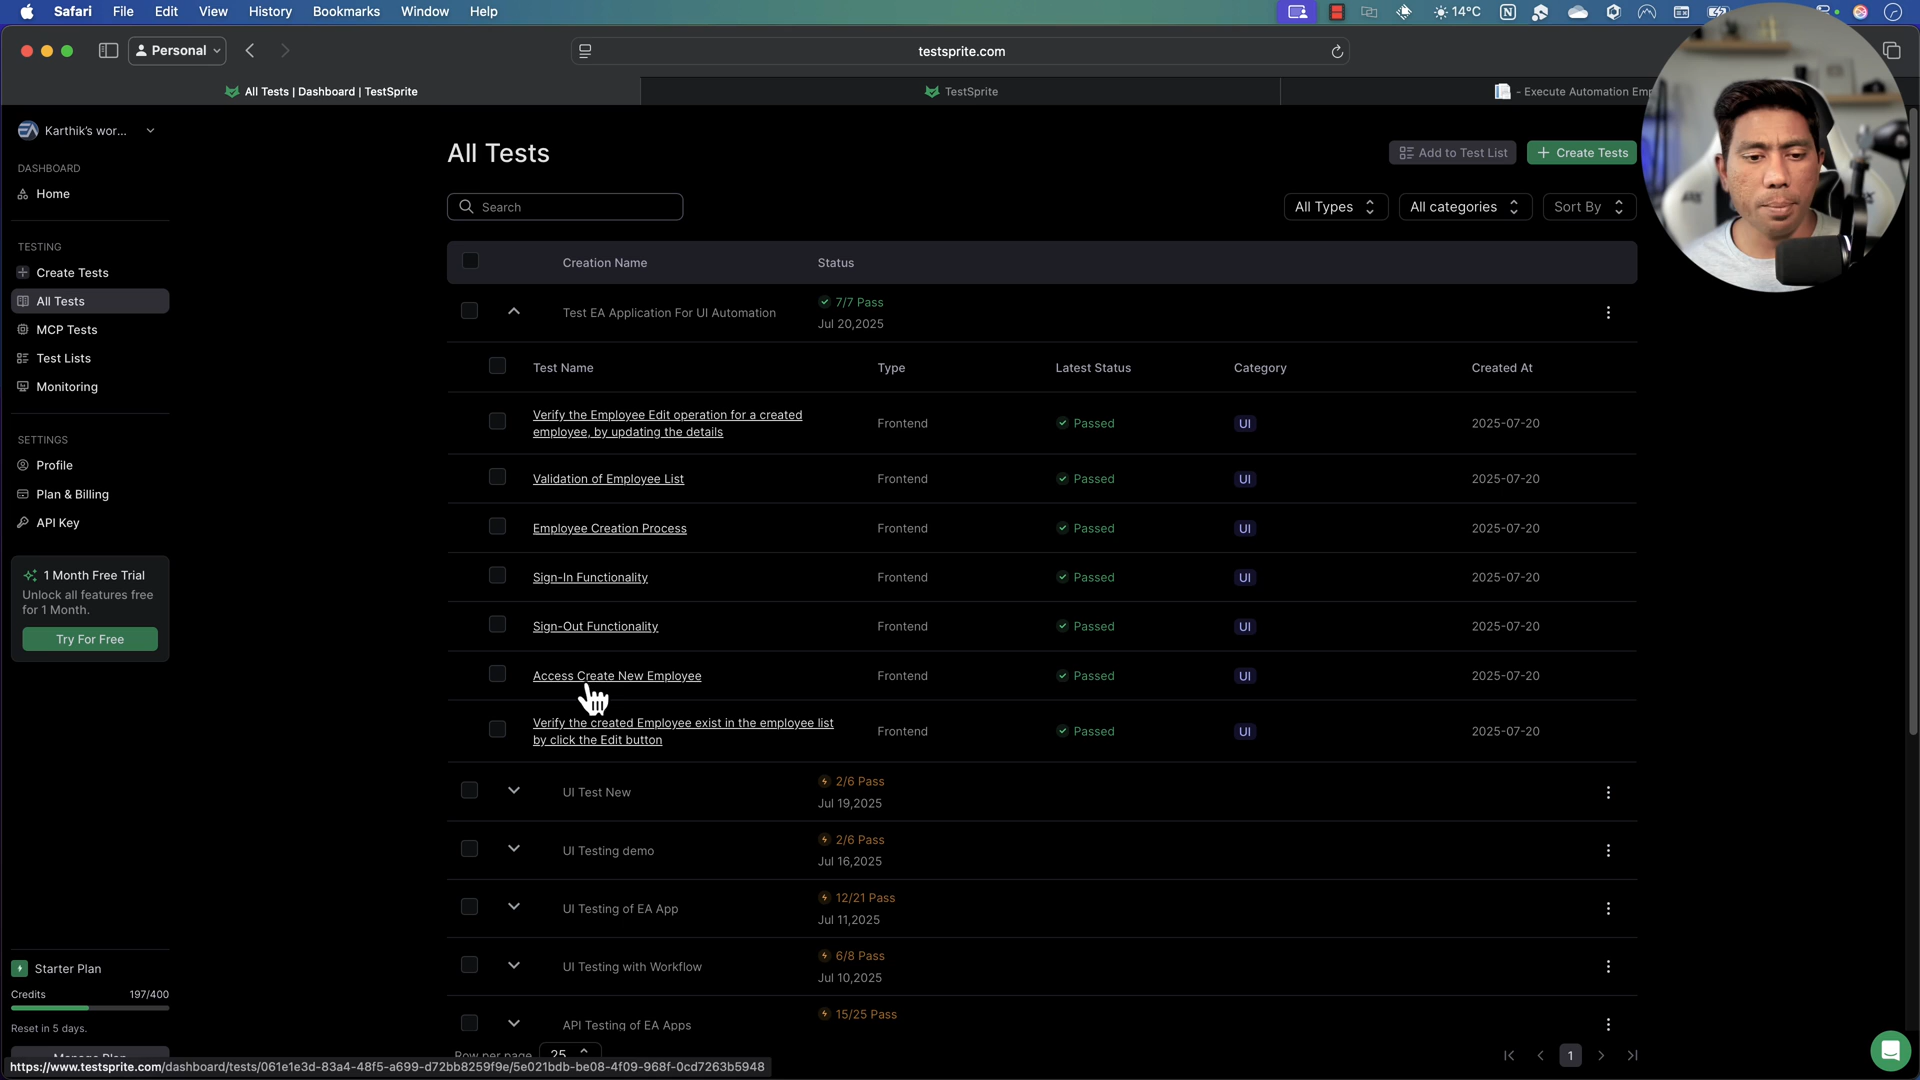 Safari File Edit View History Bookmarks Window Help
14°C
Personal
testsprite.com
All Tests | Dashboard | TestSprite
TestSprite
- Execute Automation Emp
Karthik's wor...
DASHBOARD
Home
TESTING
Create Tests
All Tests
MCP Tests
Test Lists
Monitoring
SETTINGS
Profile
Plan & Billing
API Key
1 Month Free Trial
Unlock all features free
for 1 Month.
Try For Free
Starter Plan
Credits 197/400
Reset in 5 days.
Manage Plan
All Tests
Add to Test List
Create Tests
Search
All Types
All categories
Sort By
Creation Name Status
Test EA Application For UI Automation 7/7 Pass
Jul 20,2025
Test Name Type Latest Status Category Created At
Verify the Employee Edit operation for a created
employee, by updating the details Frontend Passed UI 2025-07-20
Validation of Employee List Frontend Passed UI 2025-07-20
Employee Creation Process Frontend Passed UI 2025-07-20
Sign-In Functionality Frontend Passed UI 2025-07-20
Sign-Out Functionality Frontend Passed UI 2025-07-20
Access Create New Employee Frontend Passed UI 2025-07-20
Verify the created Employee exist in the employee list
by click the Edit button Frontend Passed UI 2025-07-20
UI Test New 2/6 Pass
Jul 19,2025
UI Testing demo 2/6 Pass
Jul 16,2025
UI Testing of EA App 12/21 Pass
Jul 11,2025
UI Testing with Workflow 6/8 Pass
Jul 10,2025
API Testing of EA Apps 15/25 Pass
Row per page 25
1
https://www.testsprite.com/dashboard/tests/061e1e3d-83a4-48f5-a699-d72bb8259f9e/5e021bdb-be08-4f09-968f-0cd7263b5948